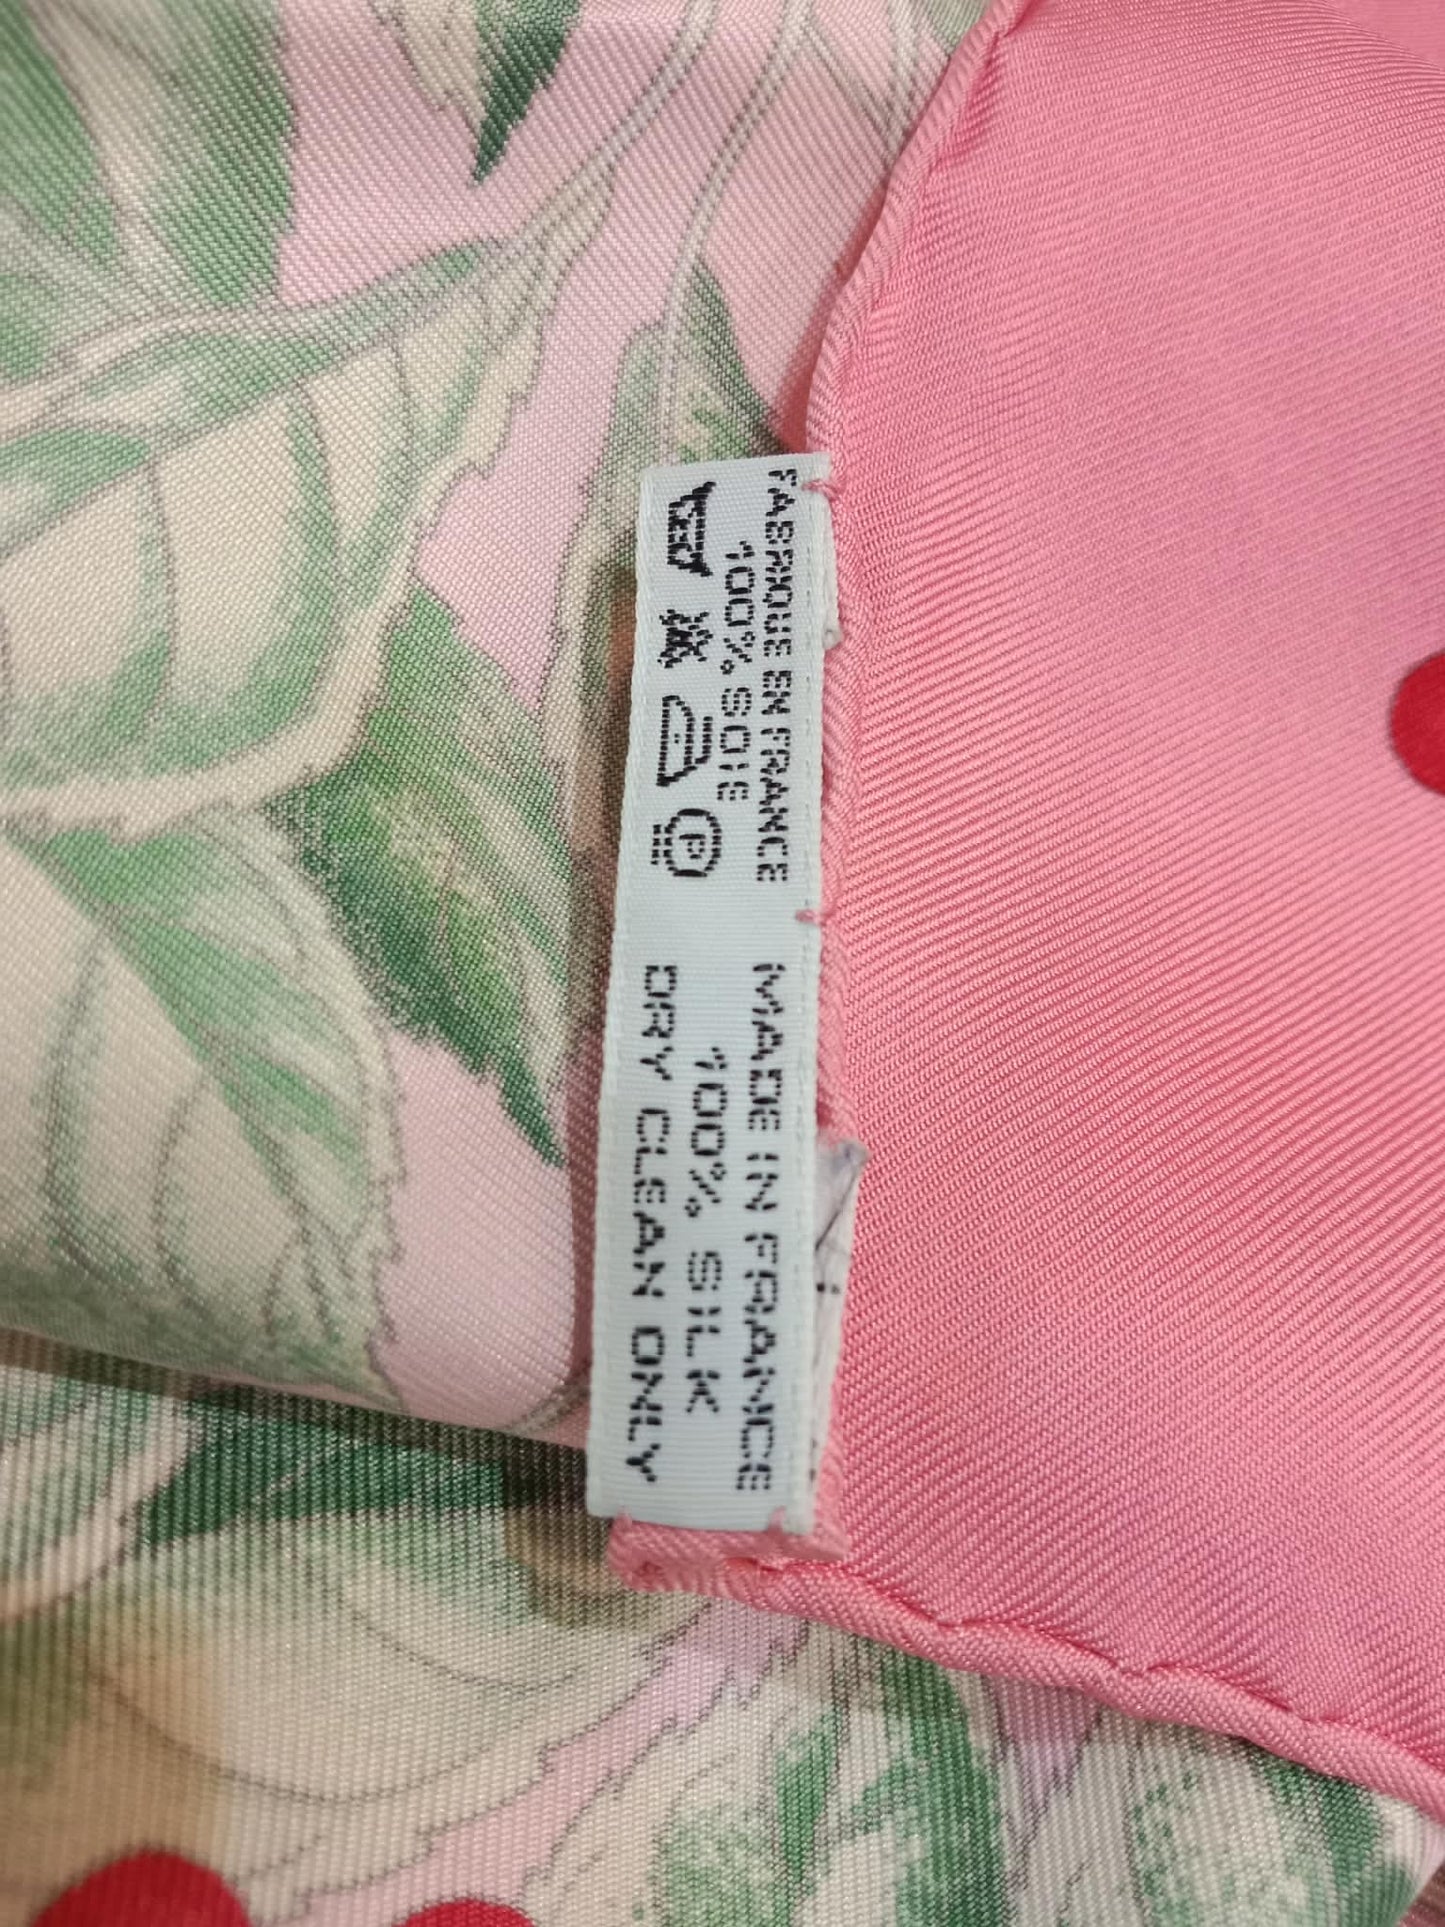 FABRIQUE EN FRANCE
100% SOIE
P
MADE IN FRANCE
100% SILK
DRY CLEAN ONLY